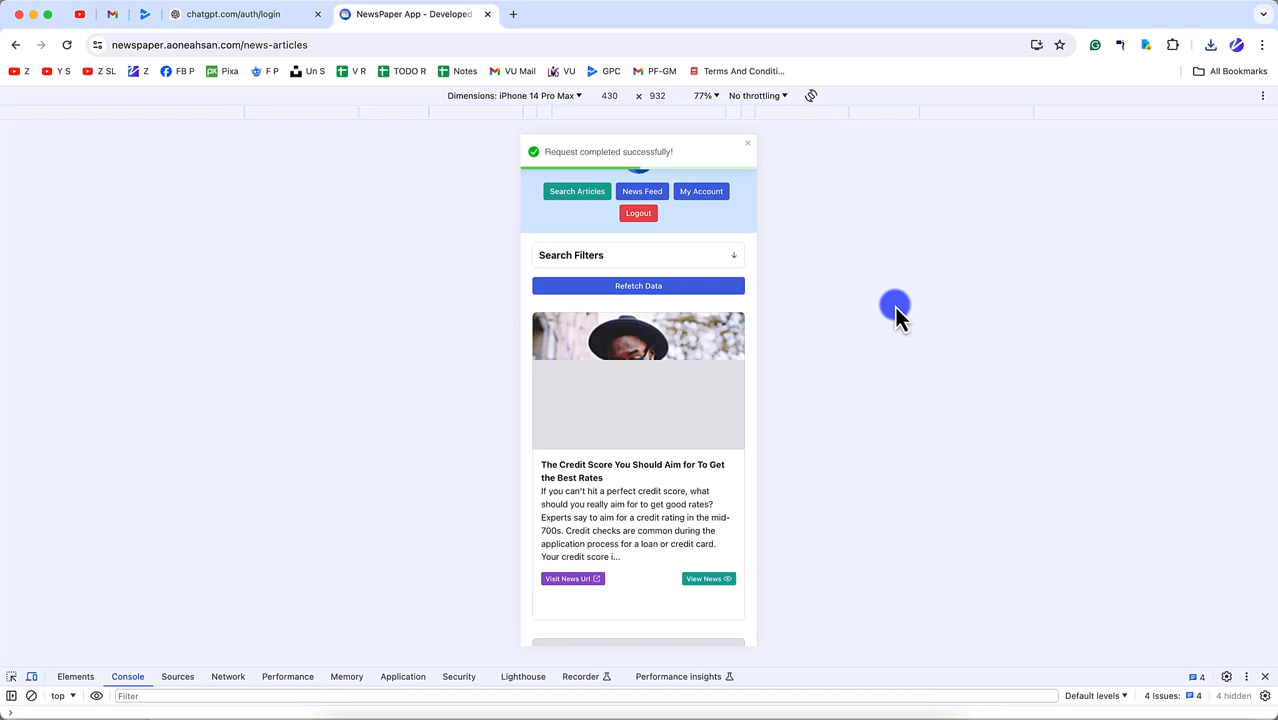 chatgpt.com/auth/login
NewsPaper App - Developed
newspaper.aoneahsan.com/news-articles
Z Y S Z SL Z FB P Pixa F P Un S V R TODO R Notes VU Mail VU GPC PF-GM Terms And Conditi... All Bookmarks
Dimensions: iPhone 14 Pro Max 430 × 932 77% No throttling
Request completed successfully!
Search Articles News Feed My Account
Logout
Search Filters
Refetch Data
The Credit Score You Should Aim for To Get
the Best Rates
If you can't hit a perfect credit score, what
should you really aim for to get good rates?
Experts say to aim for a credit rating in the mid-
700s. Credit checks are common during the
application process for a loan or credit card.
Your credit score i...
Visit News Url View News
Elements Console Sources Network Performance Memory Application Security Lighthouse Recorder Performance insights 4
top Filter Default levels 4 Issues: 4 4 hidden